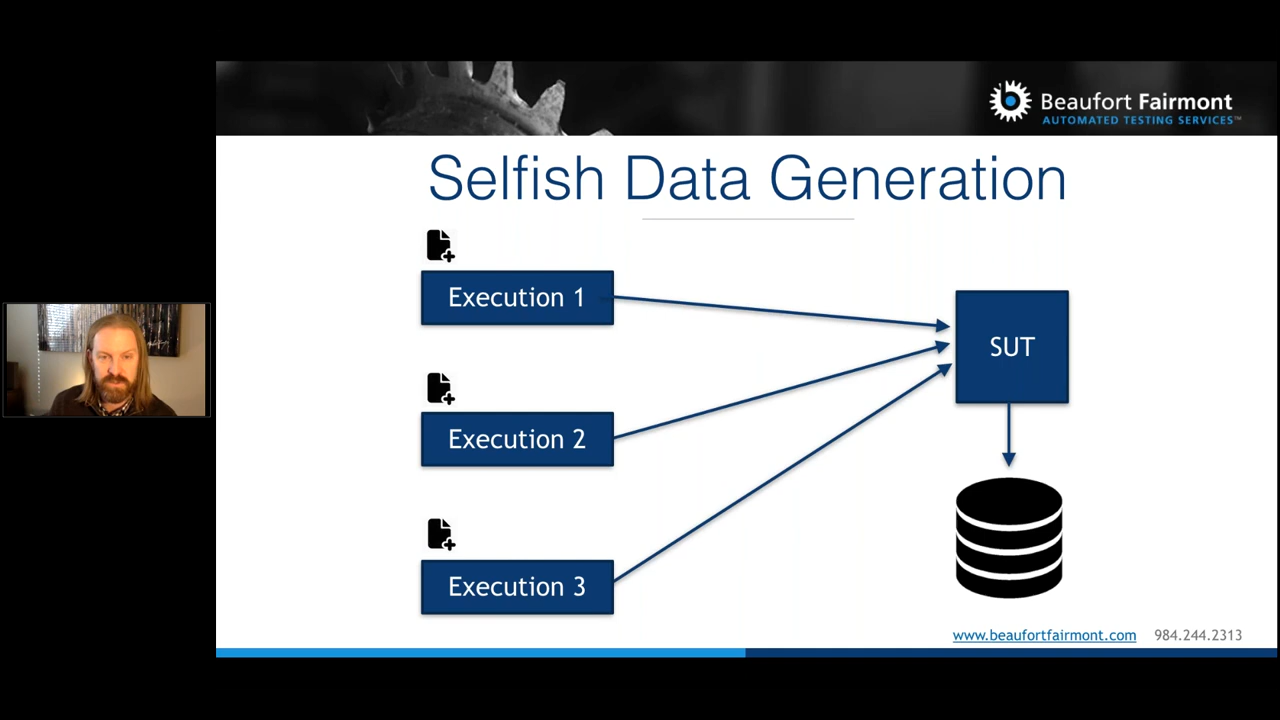 Beaufort Fairmont
AUTOMATED TESTING SERVICES™
Selfish Data Generation
Execution 1
SUT
Execution 2
Execution 3
www.beaufortfairmont.com 984.244.2313